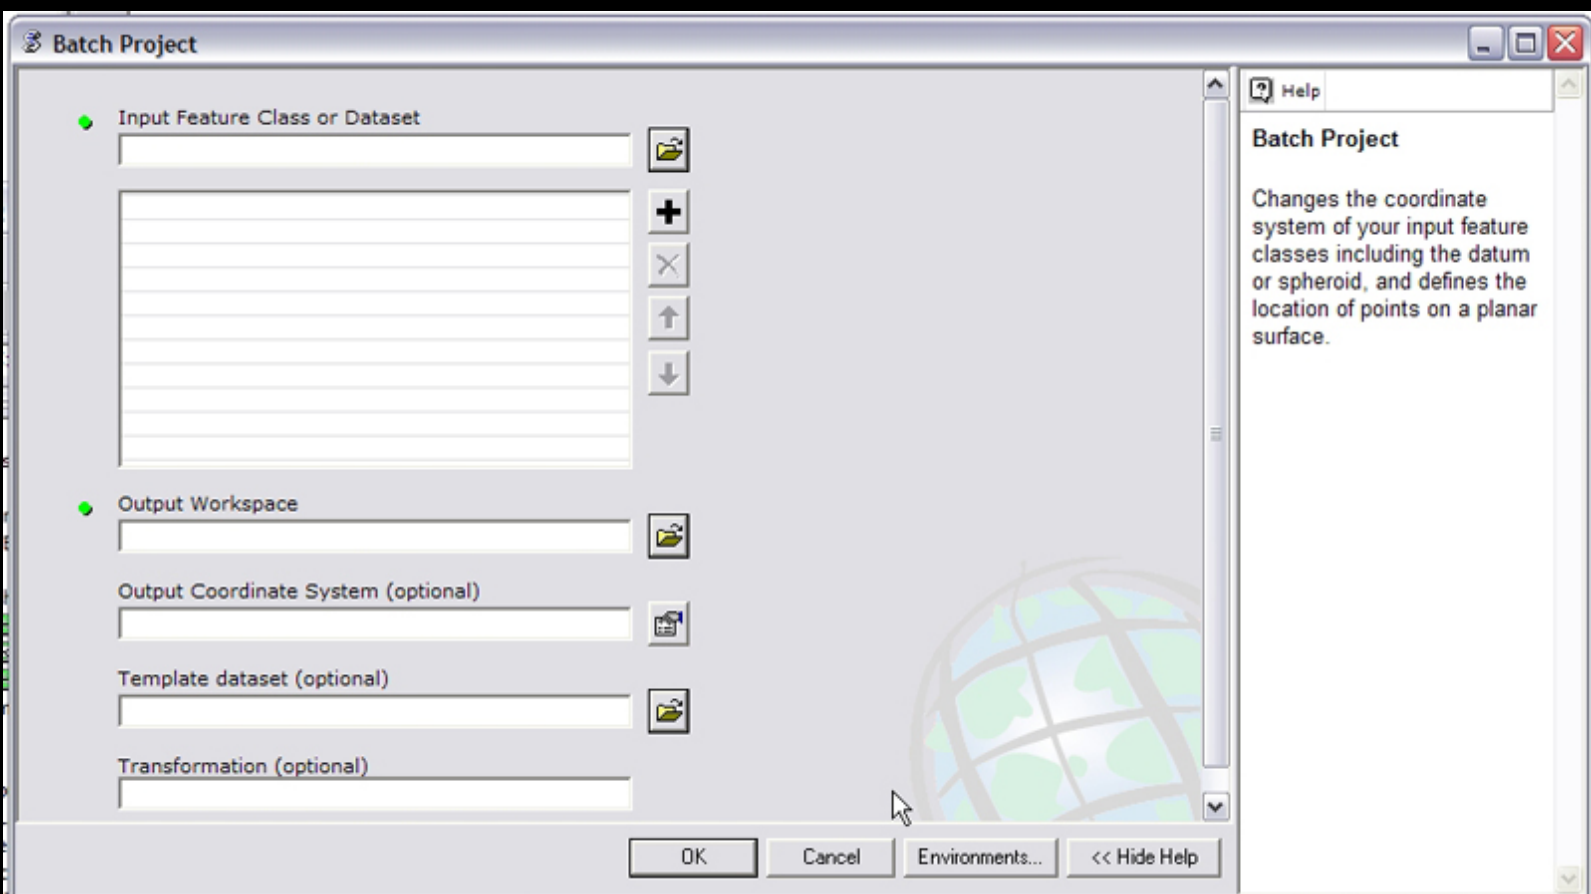 Batch Project
Input Feature Class or Dataset
Output Workspace
Output Coordinate System (optional)
Template dataset (optional)
Transformation (optional)
OK
Cancel
Environments...
<< Hide Help
Help
Batch Project
Changes the coordinate
system of your input feature
classes including the datum
or spheroid, and defines the
location of points on a planar
surface.